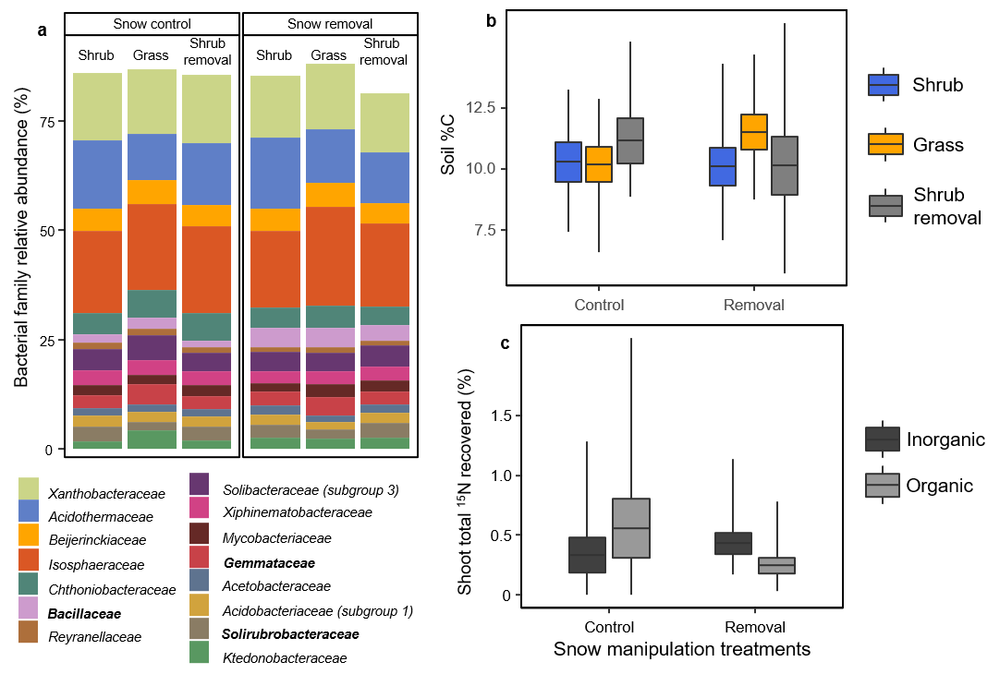 a
Snow control
Snow removal
Shrub
Grass
Shrub
removal
Shrub
Grass
Shrub
removal
Bacterial family relative abundance (%)
75
50
25
0
Xanthobacteraceae
Acidothermaceae
Beijerinckiaceae
Isosphaeraceae
Chthoniobacteraceae
Bacillaceae
Reyranellaceae
Solibacteraceae (subgroup 3)
Xiphinematobacteraceae
Mycobacteriaceae
Gemmataceae
Acetobacteraceae
Acidobacteriaceae (subgroup 1)
Solirubrobacteraceae
Ktedonobacteraceae
b
Soil %C
12.5
10.0
7.5
Control
Removal
Shrub
Grass
Shrub
removal
c
Shoot total ¹⁵N recovered (%)
1.5
1.0
0.5
0
Control
Removal
Snow manipulation treatments
Inorganic
Organic